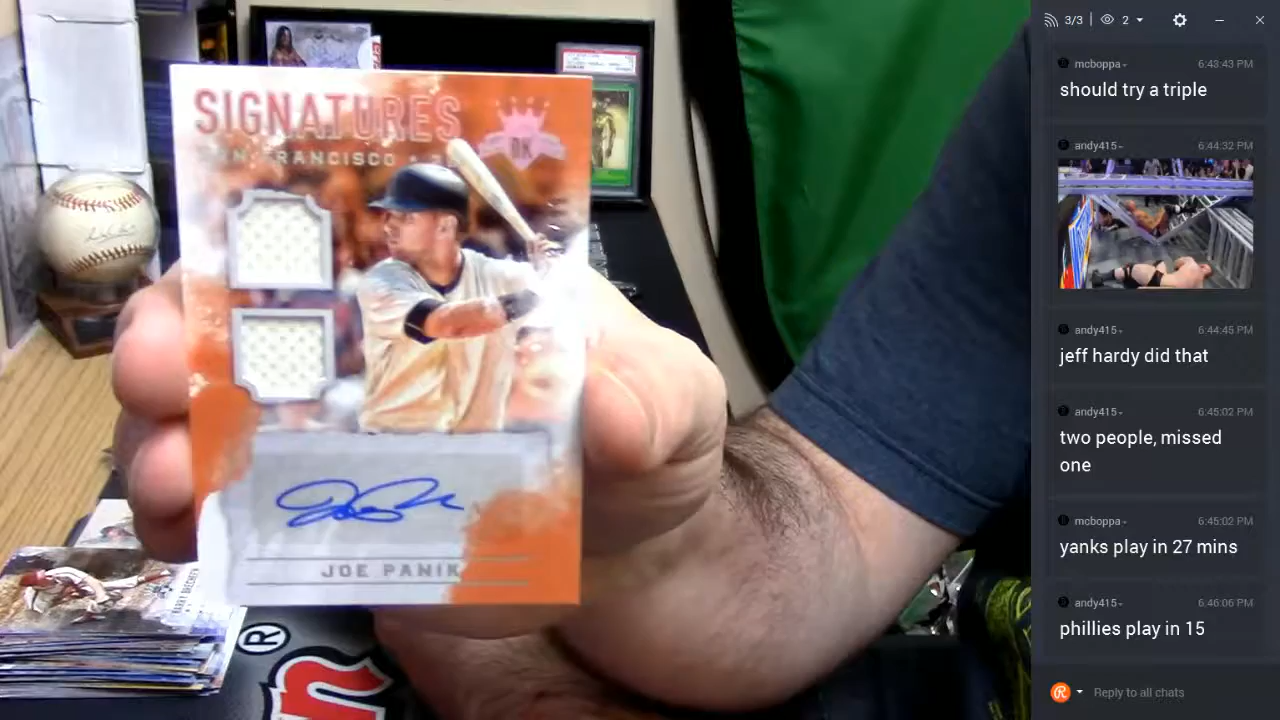 SIGNATURES
SAN FRANCISCO
DK
JOE PANIK
HARRY BRECHEEN
®
3/3
2
mcboppa
6:43:43 PM
should try a triple
andy415
6:44:32 PM
andy415
6:44:45 PM
jeff hardy did that
andy415
6:45:02 PM
two people, missed
one
mcboppa
6:45:02 PM
yanks play in 27 mins
andy415
6:46:06 PM
phillies play in 15
Reply to all chats